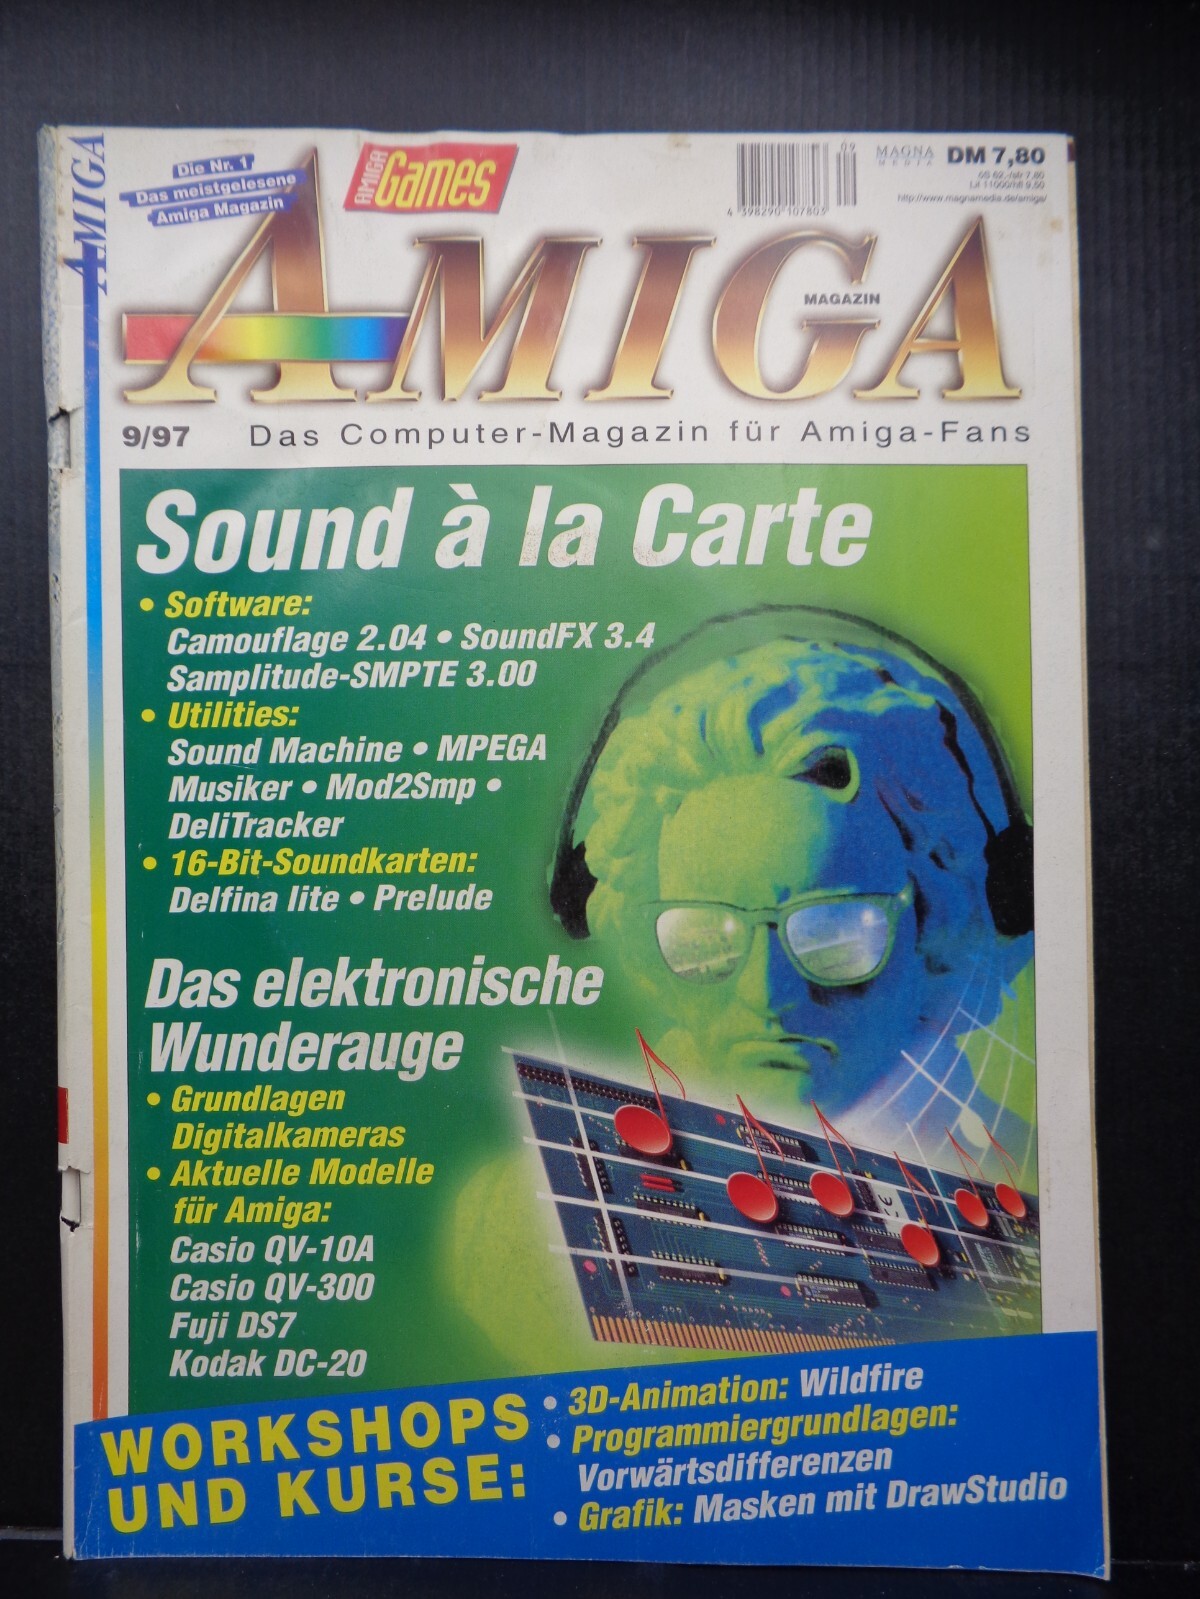 AMIGA
Die Nr. 1
Das meistgelesene
Amiga Magazin
AMIGA Games
09
4 398290 107803
MAGNA
MEDIA
DM 7,80
http://www.magnamedia.de/amiga/
AMIGA
MAGAZIN
9/97 Das Computer-Magazin für Amiga-Fans
Sound à la Carte
• Software:
Camouflage 2.04 • SoundFX 3.4
Samplitude-SMPTE 3.00
• Utilities:
Sound Machine • MPEGA
Musiker • Mod2Smp •
DeliTracker
• 16-Bit-Soundkarten:
Delfina lite • Prelude
Das elektronische
Wunderauge
• Grundlagen
Digitalkameras
• Aktuelle Modelle
für Amiga:
Casio QV-10A
Casio QV-300
Fuji DS7
Kodak DC-20
WORKSHOPS
UND KURSE:
• 3D-Animation: Wildfire
• Programmiergrundlagen:
Vorwärtsdifferenzen
• Grafik: Masken mit DrawStudio